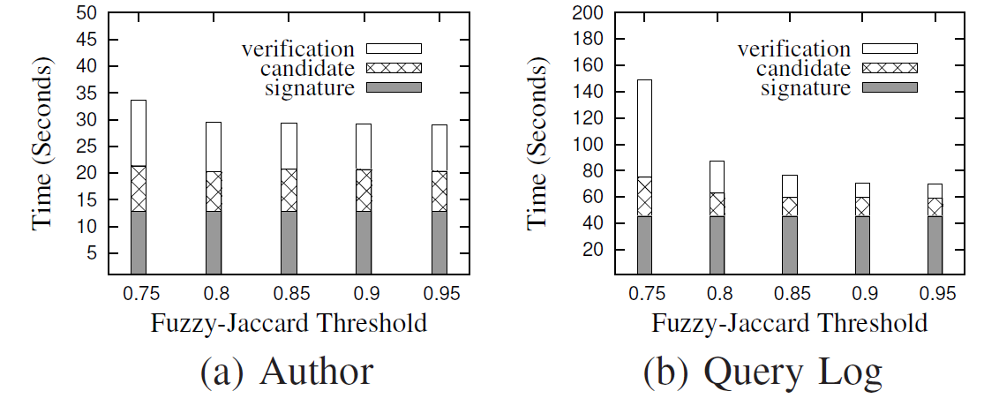 50
45
40
35
30
25
20
15
10
5
Time (Seconds)
verification
candidate
signature
0.75 0.8 0.85 0.9 0.95
Fuzzy-Jaccard Threshold
(a) Author
200
180
160
140
120
100
80
60
40
20
Time (Seconds)
verification
candidate
signature
0.75 0.8 0.85 0.9 0.95
Fuzzy-Jaccard Threshold
(b) Query Log